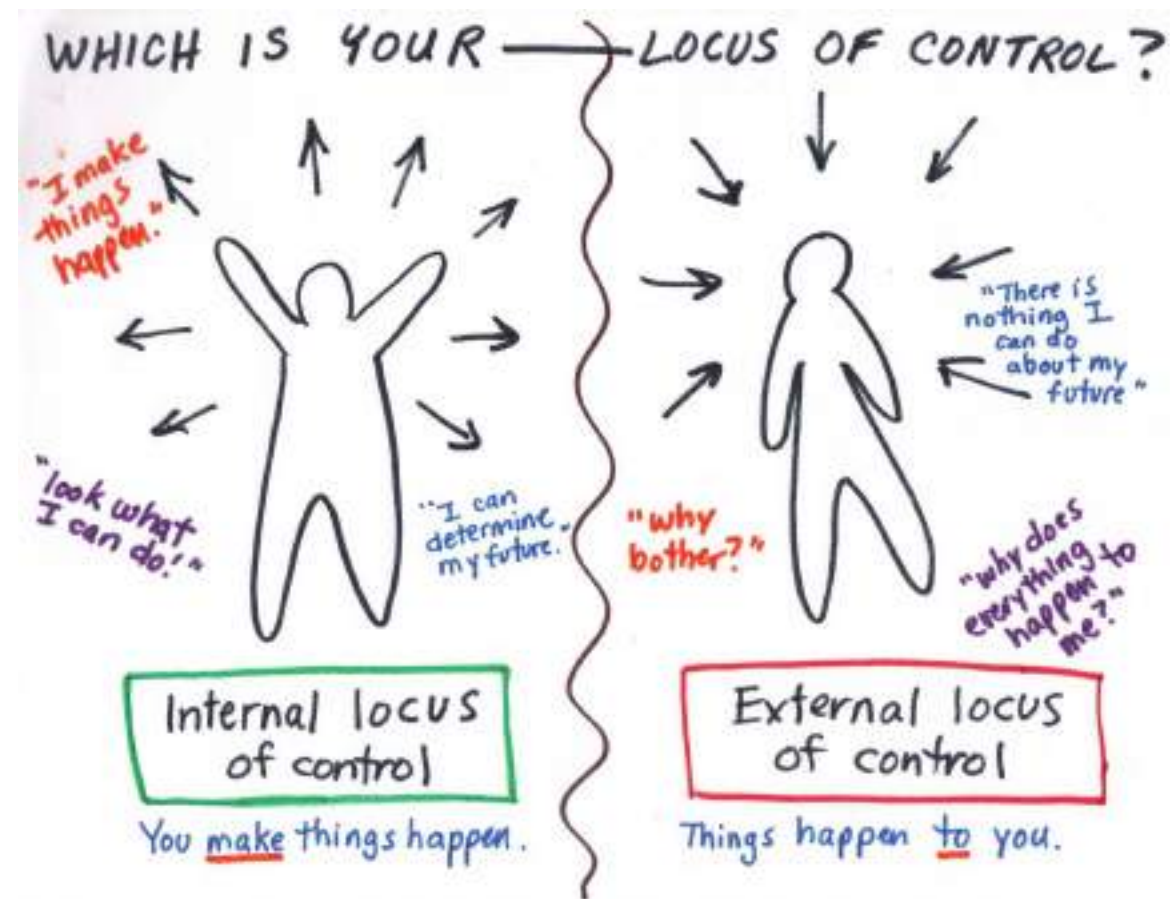 WHICH IS YOUR — LOCUS OF CONTROL?
"I make
things
happen."
"look what
I can do!"
"I can
determine
my future.
Internal locus
of control
You make things happen.
"There is
nothing I
can do
about my
future"
"why
bother?"
"why does
everything
happen to
me?"
External locus
of control
Things happen to you.